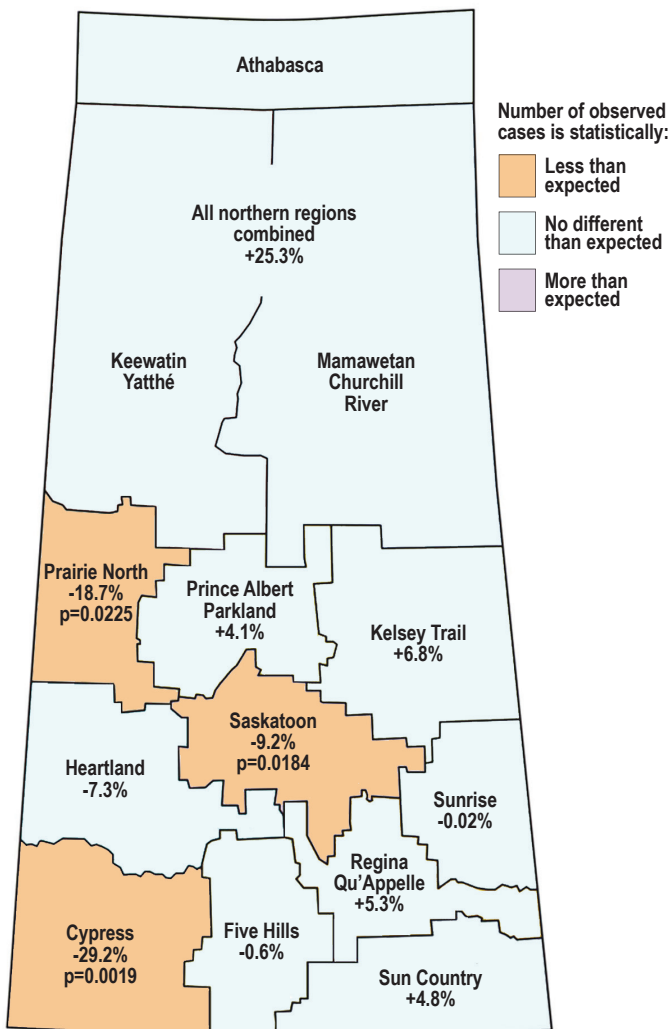 Athabasca
Number of observed
cases is statistically:
Less than
expected
No different
than expected
More than
expected
All northern regions
combined
+25.3%
Keewatin
Yatthé
Mamawetan
Churchill
River
Prairie North
-18.7%
p=0.0225
Prince Albert
Parkland
+4.1%
Kelsey Trail
+6.8%
Saskatoon
-9.2%
p=0.0184
Heartland
-7.3%
Sunrise
-0.02%
Regina
Qu'Appelle
+5.3%
Cypress
-29.2%
p=0.0019
Five Hills
-0.6%
Sun Country
+4.8%